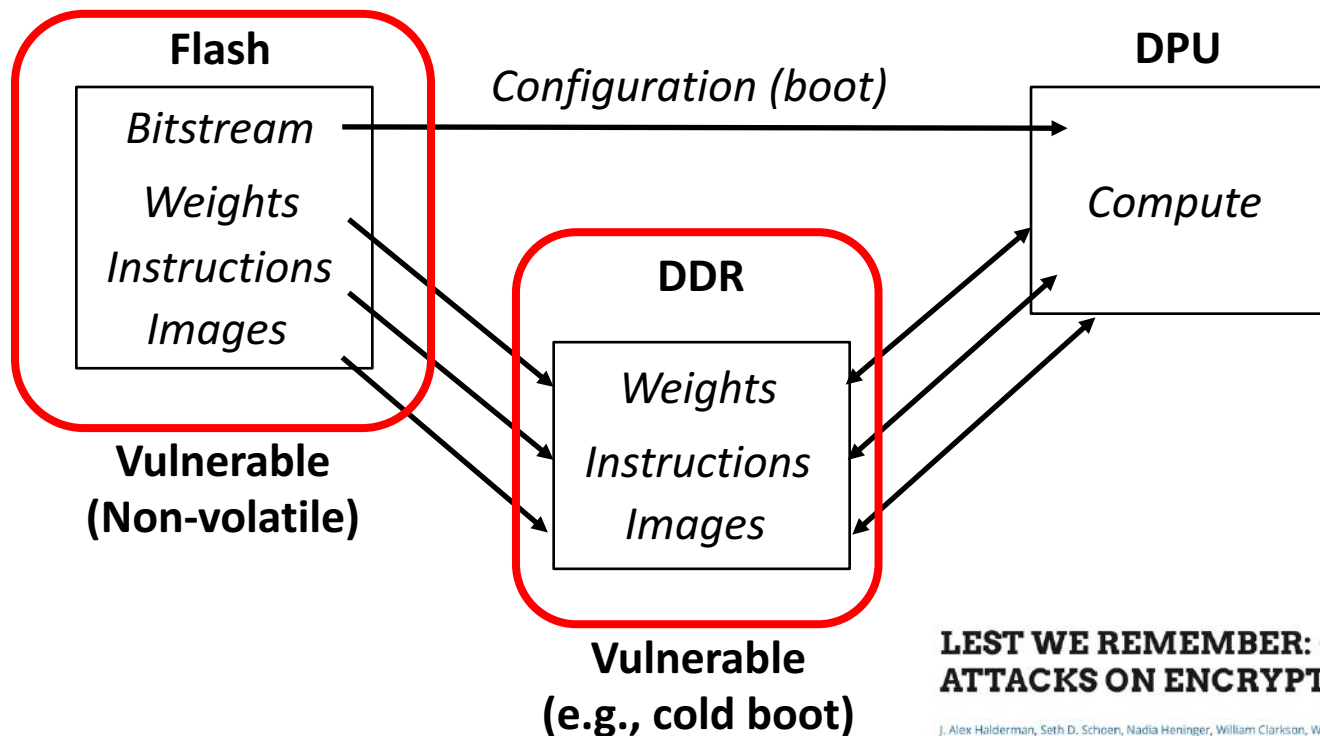 Flash
Bitstream
Weights
Instructions
Images
Vulnerable
(Non-volatile)
Configuration (boot)
DPU
Compute
DDR
Weights
Instructions
Images
Vulnerable
(e.g., cold boot)
LEST WE REMEMBER:
ATTACKS ON
J. Alex Halderman, Seth D. Schoen, Nadia Heninger, William Clarkson,